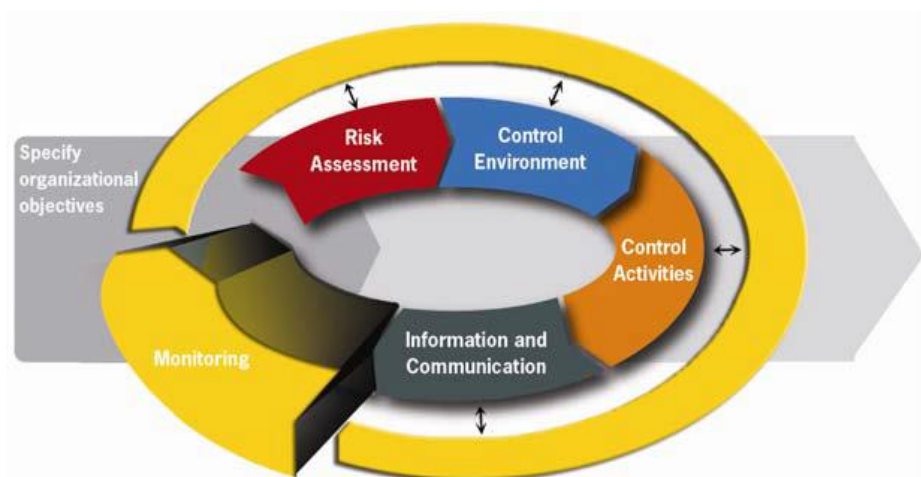 Specify
organizational
objectives
Risk
Assessment
Control
Environment
Control
Activities
Information and
Communication
Monitoring